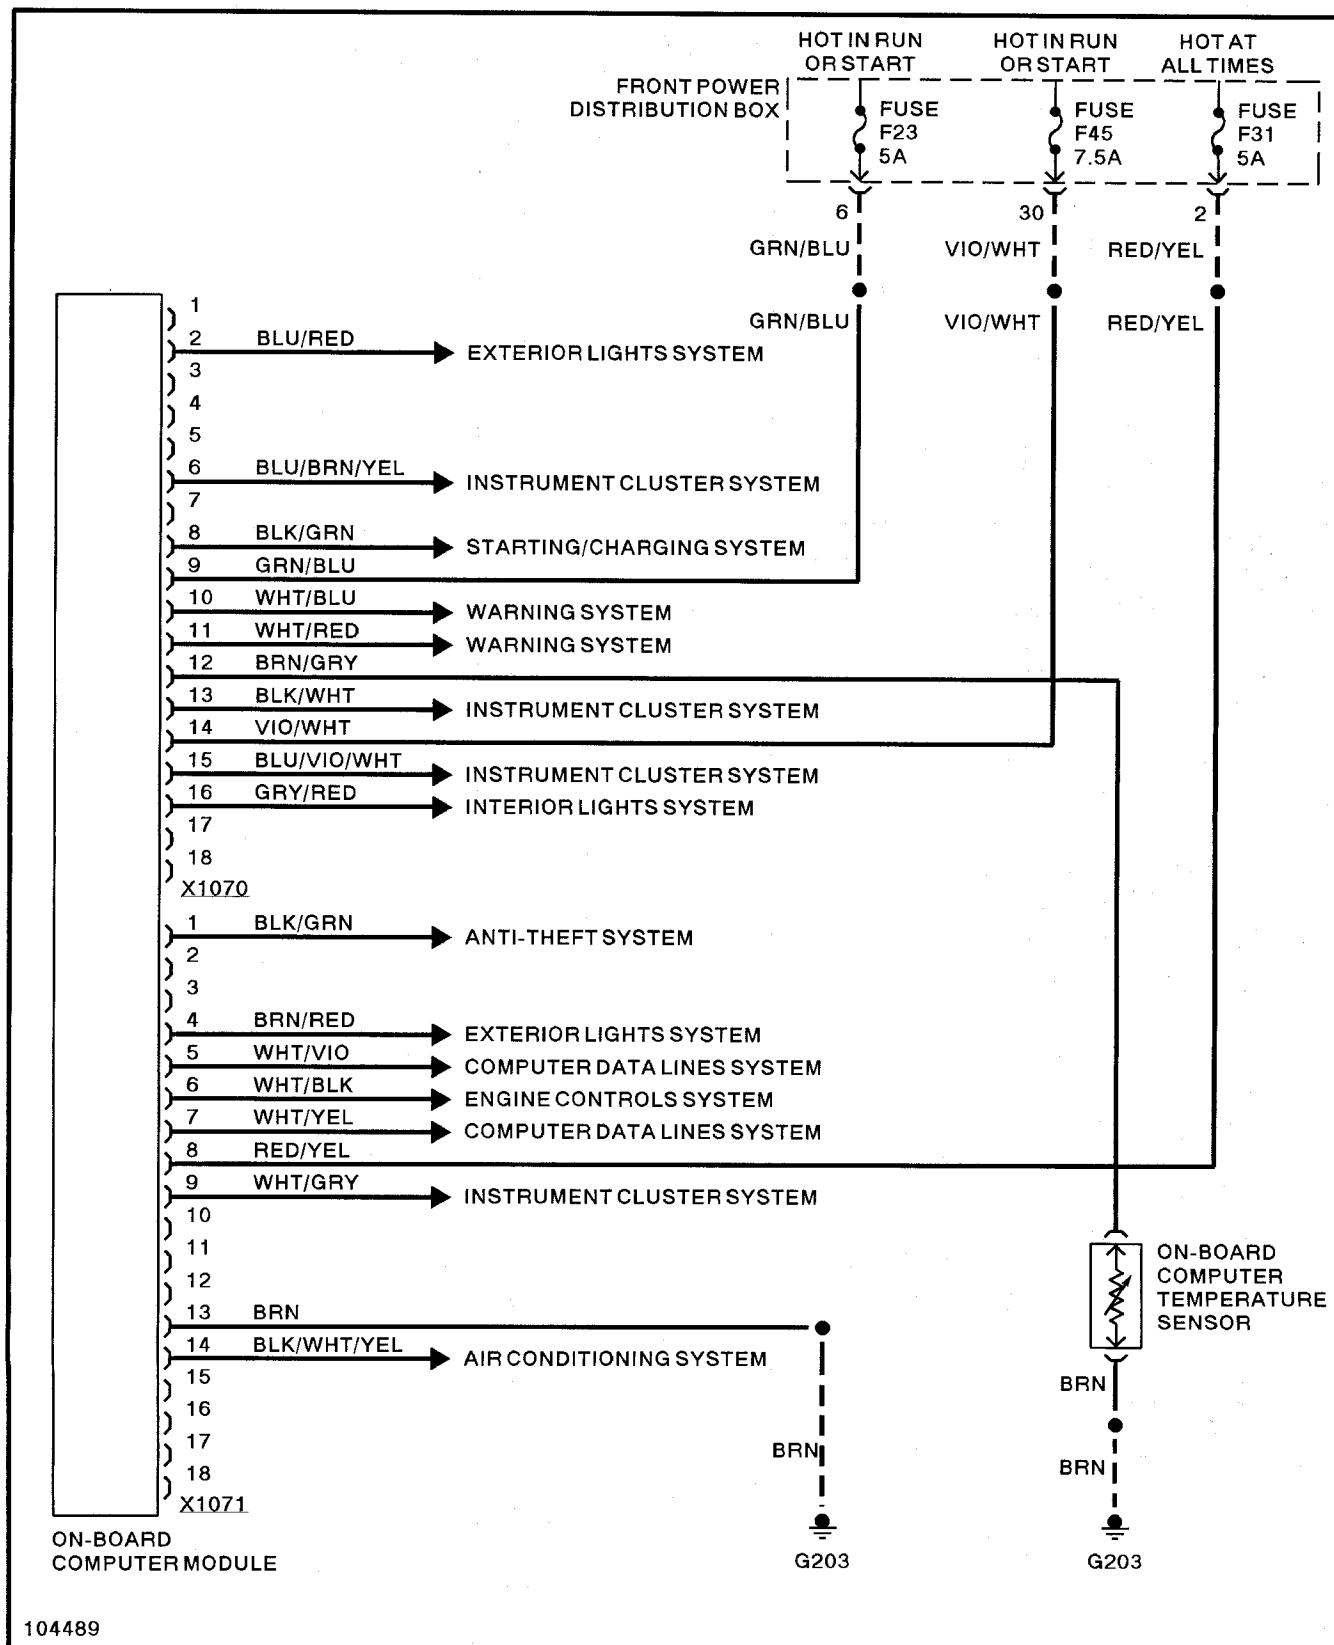 HOT IN RUN
OR START
HOT IN RUN
OR START
HOT AT
ALL TIMES
FRONT POWER
DISTRIBUTION BOX
FUSE
F23
5A
FUSE
F45
7.5A
FUSE
F31
5A
6
30
2
GRN/BLU
VIO/WHT
RED/YEL
GRN/BLU
VIO/WHT
RED/YEL
1
2 BLU/RED EXTERIOR LIGHTS SYSTEM
3
4
5
6 BLU/BRN/YEL INSTRUMENT CLUSTER SYSTEM
7
8 BLK/GRN STARTING/CHARGING SYSTEM
9 GRN/BLU
10 WHT/BLU WARNING SYSTEM
11 WHT/RED WARNING SYSTEM
12 BRN/GRY
13 BLK/WHT INSTRUMENT CLUSTER SYSTEM
14 VIO/WHT
15 BLU/VIO/WHT INSTRUMENT CLUSTER SYSTEM
16 GRY/RED INTERIOR LIGHTS SYSTEM
17
18
X1070
1 BLK/GRN ANTI-THEFT SYSTEM
2
3
4 BRN/RED EXTERIOR LIGHTS SYSTEM
5 WHT/VIO COMPUTER DATA LINES SYSTEM
6 WHT/BLK ENGINE CONTROLS SYSTEM
7 WHT/YEL COMPUTER DATA LINES SYSTEM
8 RED/YEL
9 WHT/GRY INSTRUMENT CLUSTER SYSTEM
10
11
12
13 BRN
14 BLK/WHT/YEL AIR CONDITIONING SYSTEM
15
16
17
18
X1071
ON-BOARD
COMPUTER MODULE
ON-BOARD
COMPUTER
TEMPERATURE
SENSOR
BRN
BRN
BRN
G203
G203
104489